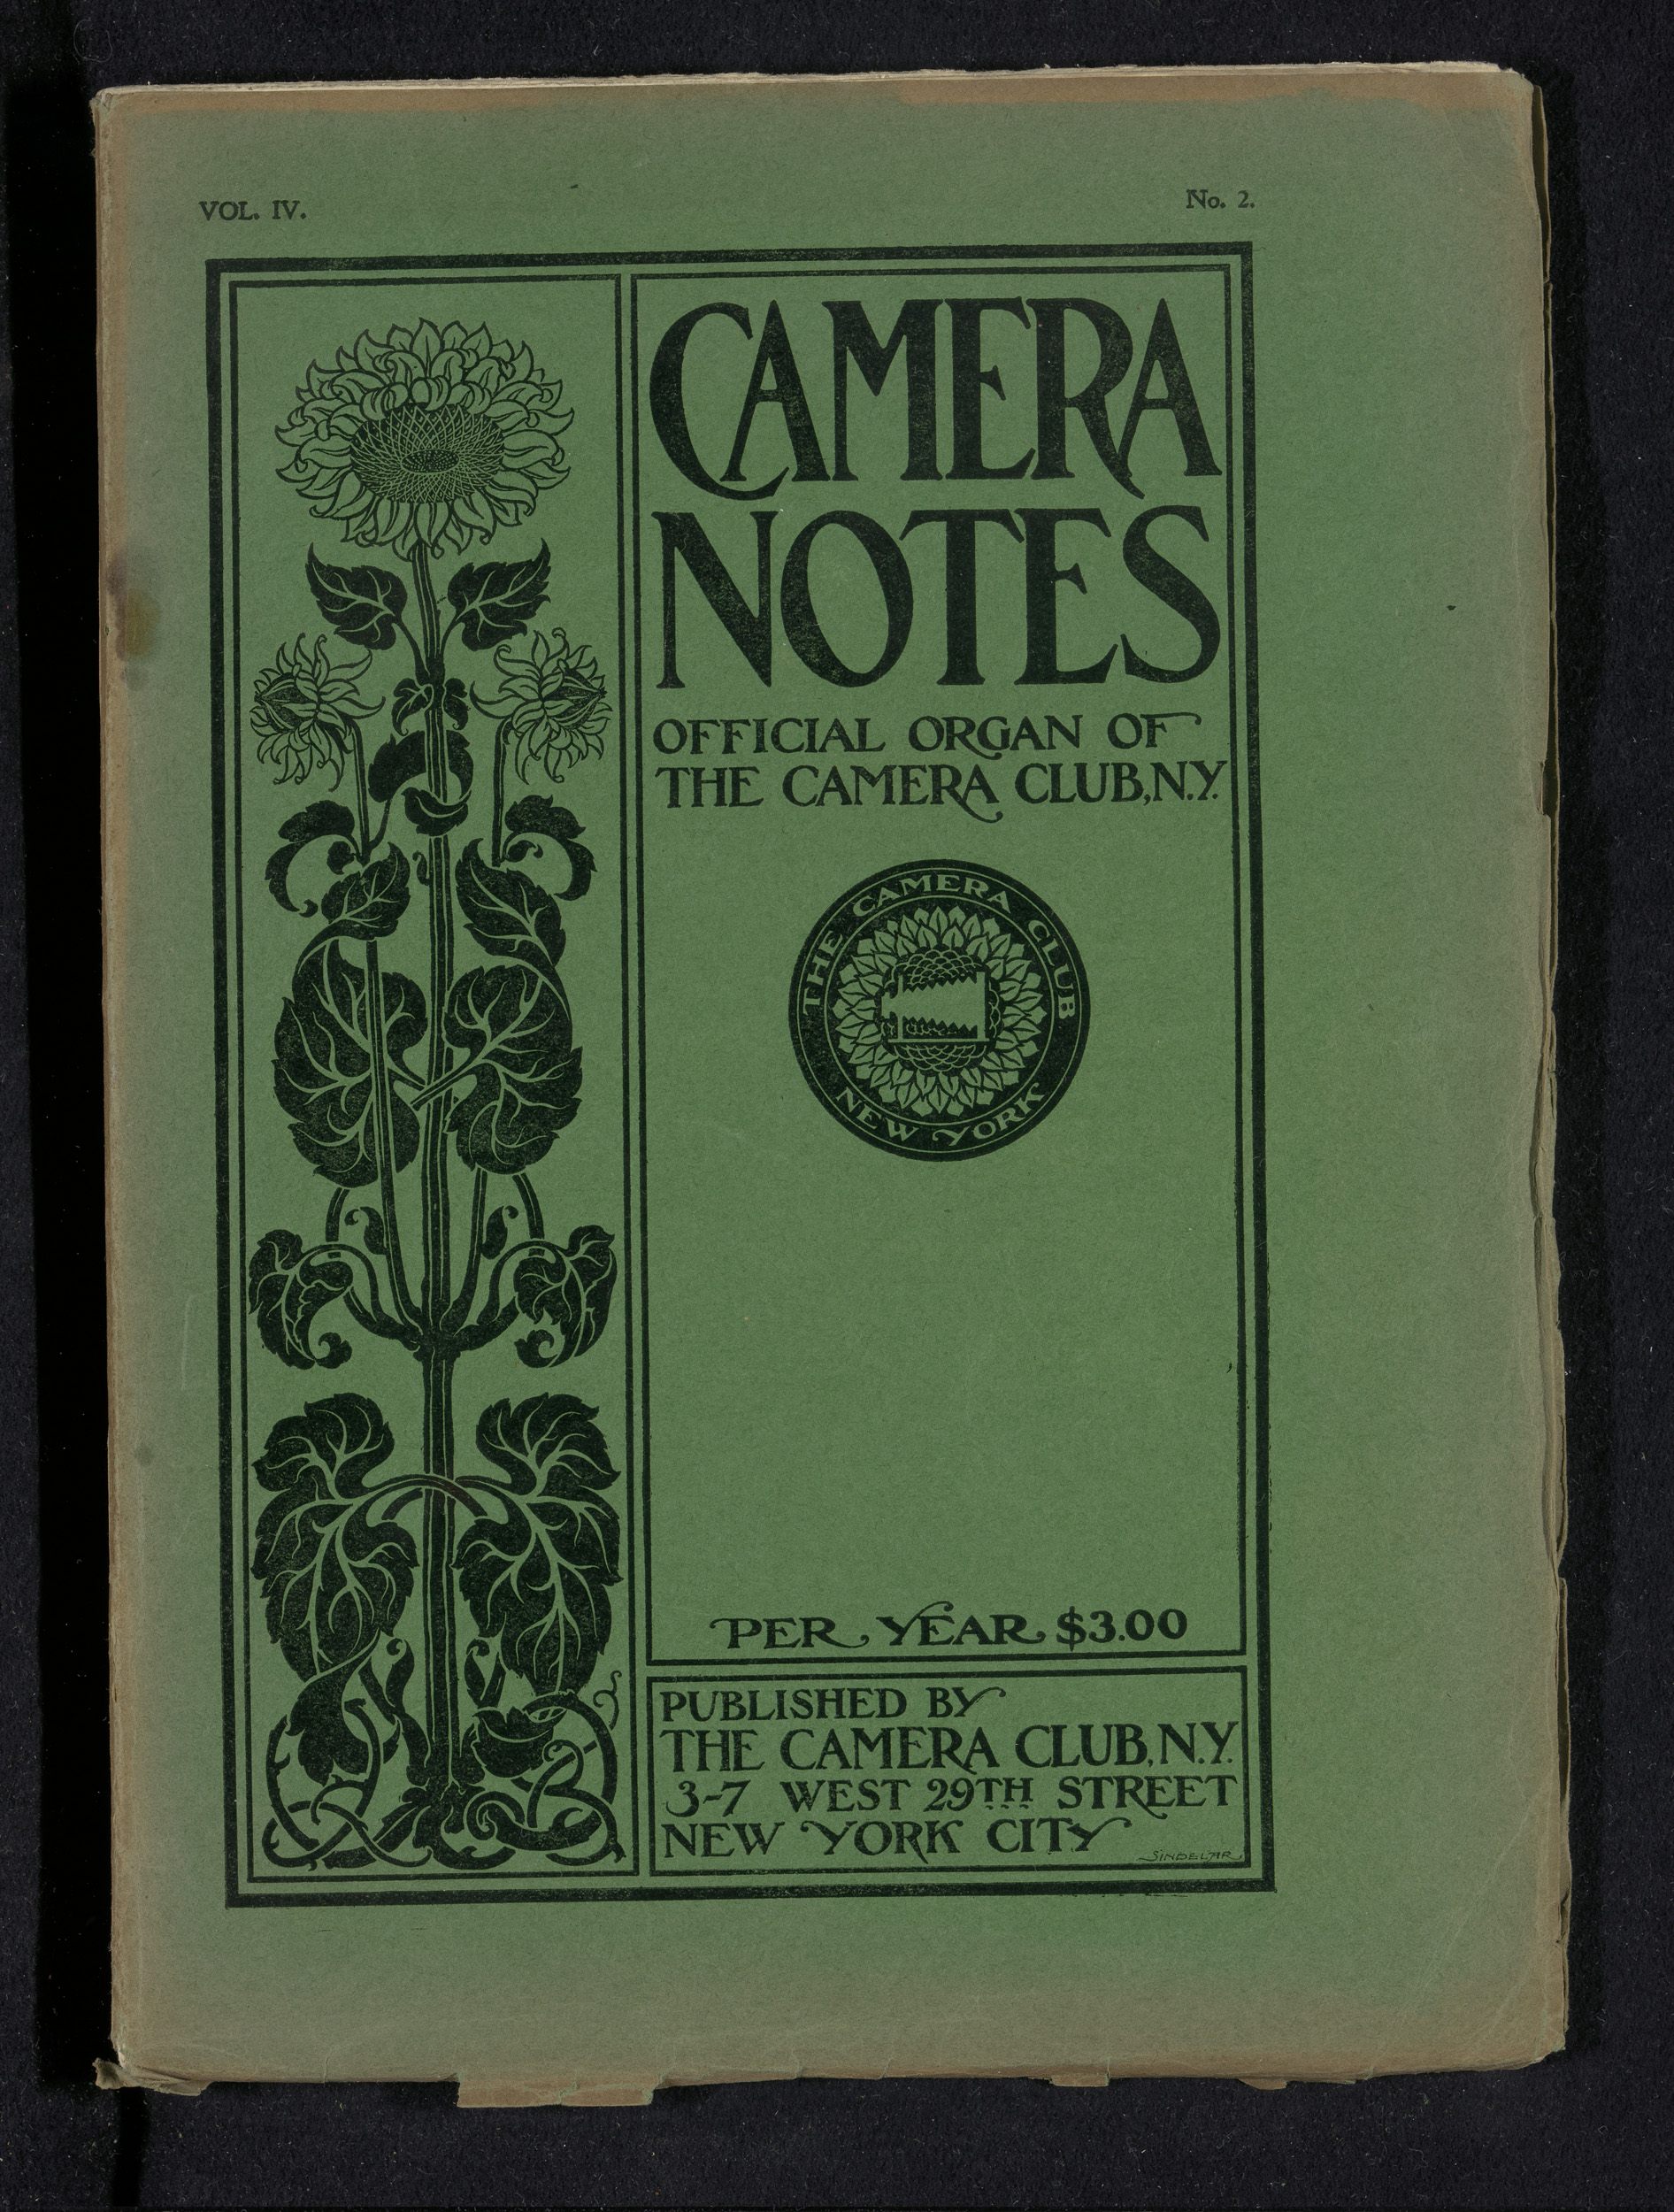 VOL. IV.
No. 2.
CAMERA
NOTES
OFFICIAL ORGAN OF
THE CAMERA CLUB, N.Y.
THE CAMERA CLUB
NEW YORK
PER YEAR $3.00
PUBLISHED BY
THE CAMERA CLUB, N.Y.
3-7 WEST 29TH STREET
NEW YORK CITY
SINDELAR